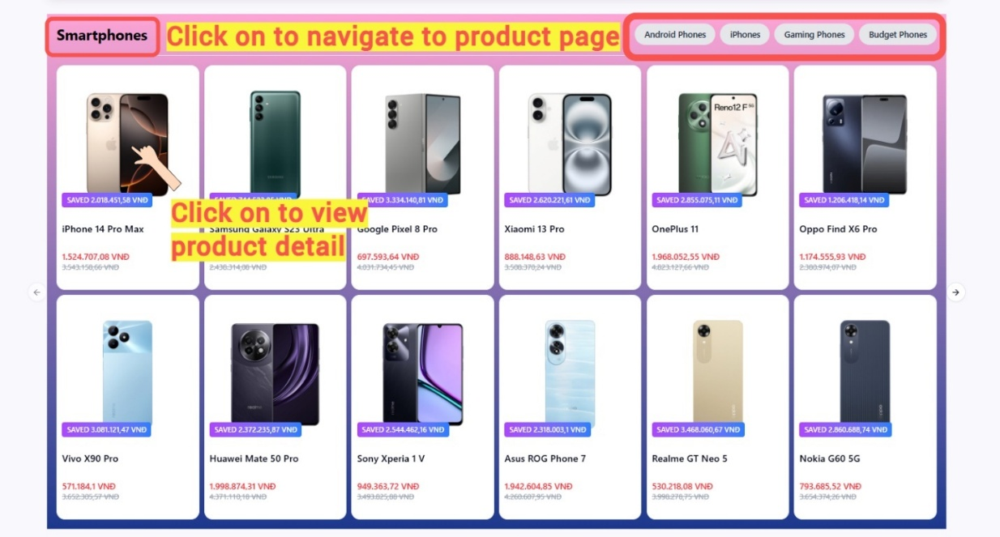 Smartphones
Click on to navigate to product page
Android Phones
iPhones
Gaming Phones
Budget Phones
Reno12 F 5G
SAVED 2.018.451,58 VNĐ
SAVED 3.334.140,81 VNĐ
SAVED 2.620.221,61 VNĐ
SAVED 2.855.075,11 VNĐ
SAVED 1.206.418,14 VNĐ
Click on to view
product detail
iPhone 14 Pro Max
Samsung Galaxy S23 Ultra
Google Pixel 8 Pro
Xiaomi 13 Pro
OnePlus 11
Oppo Find X6 Pro
1.524.707,08 VNĐ
697.593,64 VNĐ
888.148,63 VNĐ
1.968.052,55 VNĐ
1.174.555,93 VNĐ
3.543.158,66 VNĐ
2.438.314,08 VNĐ
4.031.734,45 VNĐ
3.508.370,24 VNĐ
4.823.127,66 VNĐ
2.380.974,07 VNĐ
SAVED 3.081.121,47 VNĐ
SAVED 2.372.235,87 VNĐ
SAVED 2.544.462,16 VNĐ
SAVED 2.318.003,1 VNĐ
SAVED 3.468.060,67 VNĐ
SAVED 2.860.688,74 VNĐ
Vivo X90 Pro
Huawei Mate 50 Pro
Sony Xperia 1 V
Asus ROG Phone 7
Realme GT Neo 5
Nokia G60 5G
571.184,1 VNĐ
1.998.874,31 VNĐ
949.363,72 VNĐ
1.942.604,85 VNĐ
530.218,08 VNĐ
793.685,52 VNĐ
3.652.305,57 VNĐ
4.371.110,18 VNĐ
3.493.825,88 VNĐ
4.260.607,95 VNĐ
3.998.278,75 VNĐ
3.654.374,26 VNĐ